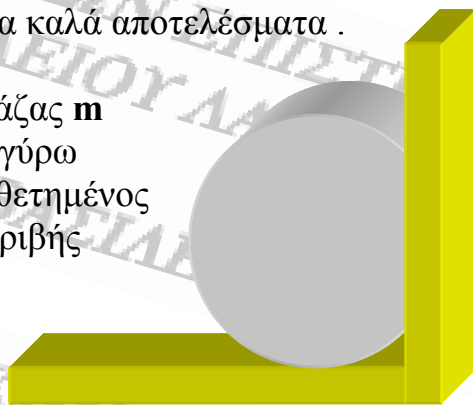 α καλά αποτελέσματα .
άζας m
γύρω
θετημένος
ριβής